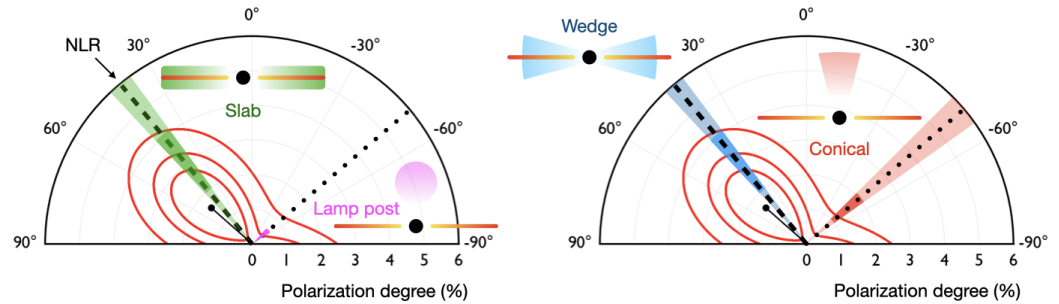 0°
30°
-30°
NLR
Slab
60°
-60°
Lamp post
90°
-90°
0 1 2 3 4 5 6
Polarization degree (%)
0°
Wedge
30°
-30°
60°
-60°
Conical
90°
-90°
0 1 2 3 4 5 6
Polarization degree (%)